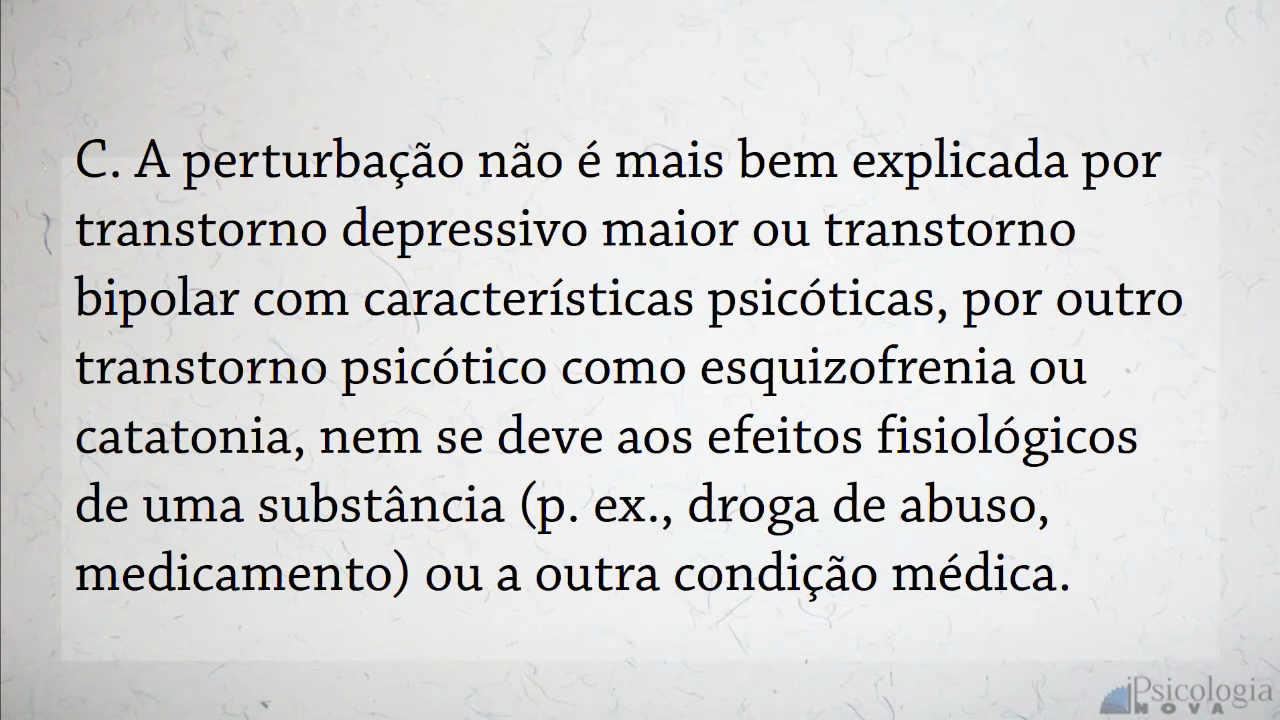 C. A perturbação não é mais bem explicada por
transtorno depressivo maior ou transtorno
bipolar com características psicóticas, por outro
transtorno psicótico como esquizofrenia ou
catatonia, nem se deve aos efeitos fisiológicos
de uma substância (p. ex., droga de abuso,
medicamento) ou a outra condição médica.
Psicologia
NOVA